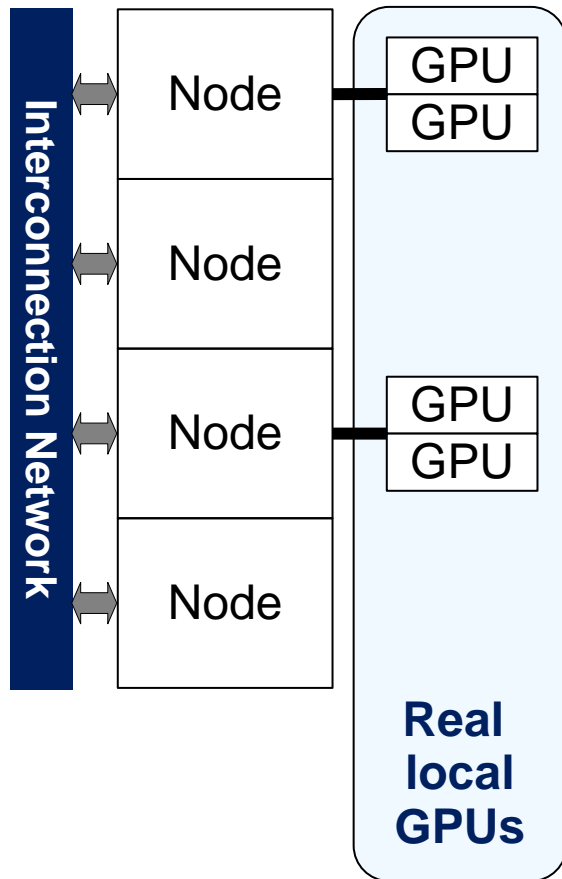 Interconnection Network
Node
GPU
GPU
Node
Node
GPU
GPU
Node
Real
local
GPUs